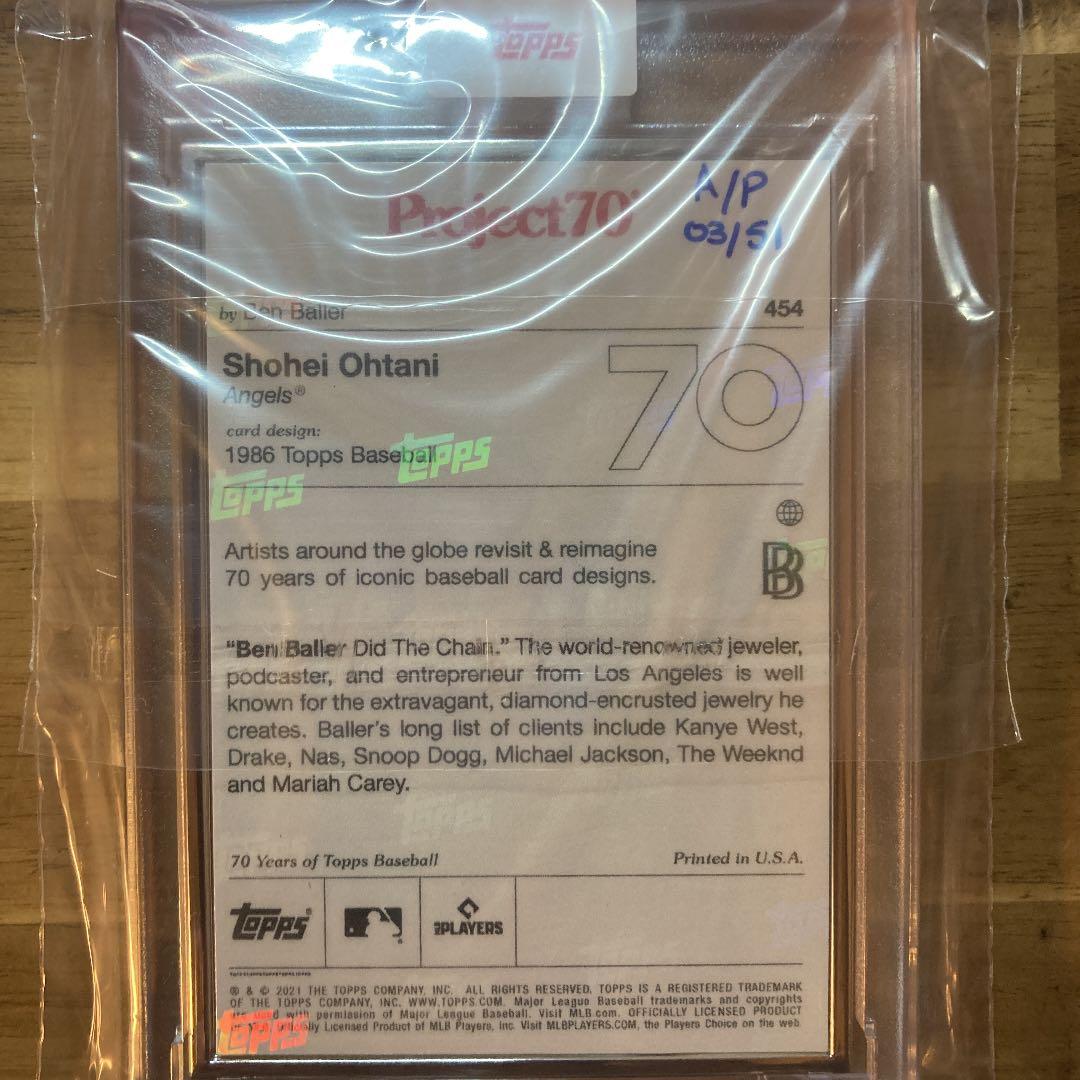 TOPPS
Project70
A/P
03/51
by Ben Baller
454
Shohei Ohtani
Angels®
70
card design:
1986 Topps Baseball
TOPPS
TOPPS
Artists around the globe revisit & reimagine
70 years of iconic baseball card designs.
BB
"Ben Baller Did The Chain." The world-renowned jeweler,
podcaster, and entrepreneur from Los Angeles is well
known for the extravagant, diamond-encrusted jewelry he
creates. Baller's long list of clients include Kanye West,
Drake, Nas, Snoop Dogg, Michael Jackson, The Weeknd
and Mariah Carey.
TOPPS
70 Years of Topps Baseball
Printed in U.S.A.
TOPPS®
PLAYERS
® & © 2021 THE TOPPS COMPANY, INC. ALL RIGHTS RESERVED. TOPPS IS A REGISTERED TRADEMARK
OF THE TOPPS COMPANY, INC. WWW.TOPPS.COM. Major League Baseball trademarks and copyrights
with permission of Major League Baseball. Visit MLB.com. OFFICIALLY LICENSED PRODUCT
Licensed Product of MLB Players, Inc. Visit MLBPLAYERS.COM, the Players Choice on the web.
TOPPS